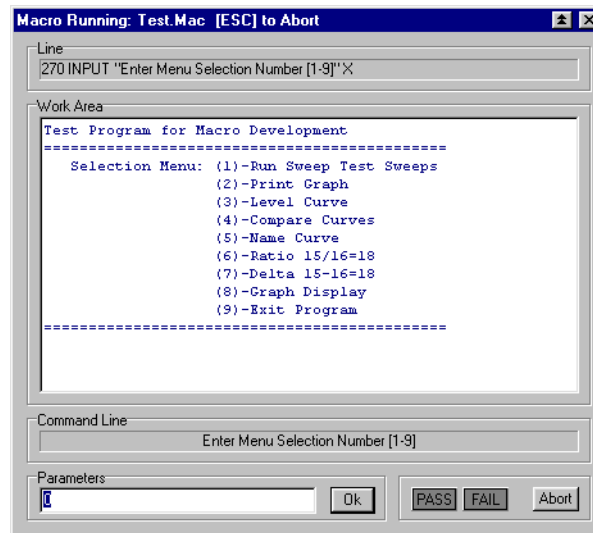 Macro Running: Test.Mac [ESC] to Abort
Line
270 INPUT "Enter Menu Selection Number [1-9]" X
Work Area
Test Program for Macro Development
===============================================
Selection Menu: (1)-Run Sweep Test Sweeps
(2)-Print Graph
(3)-Level Curve
(4)-Compare Curves
(5)-Name Curve
(6)-Ratio 15/16=18
(7)-Delta 15-16=18
(8)-Graph Display
(9)-Exit Program
===============================================
Command Line
Enter Menu Selection Number [1-9]
Parameters
0
Ok
PASS FAIL Abort